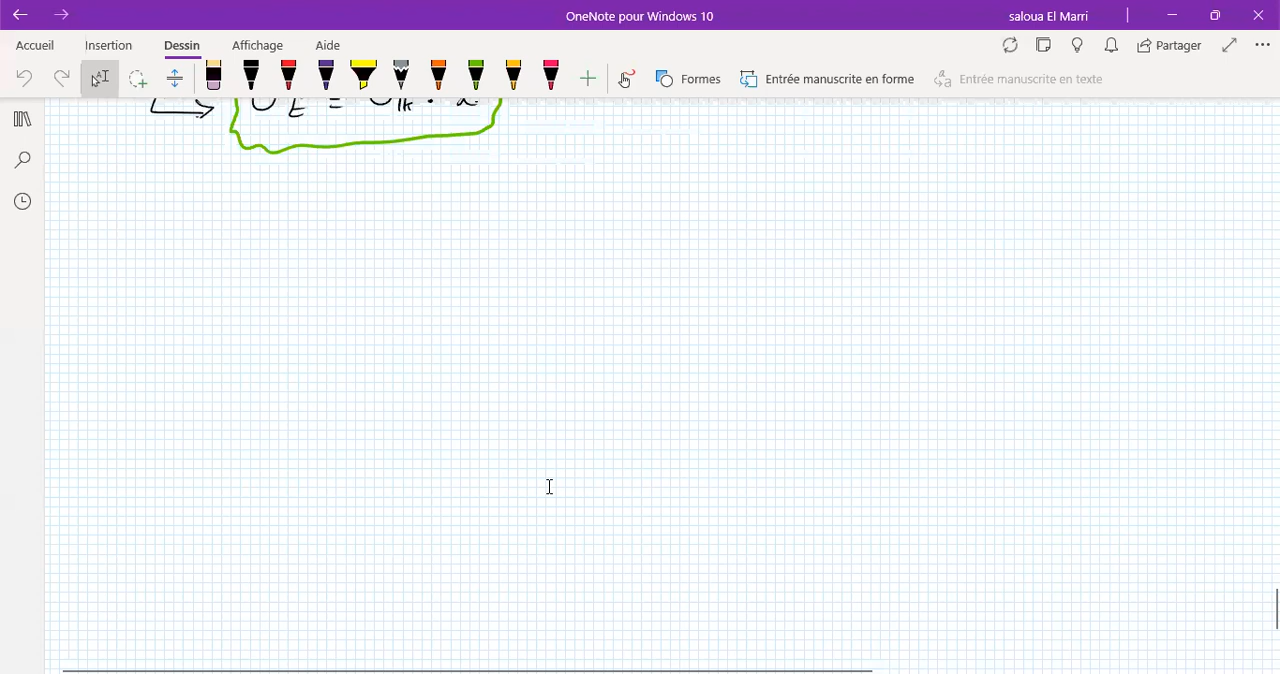 OneNote pour Windows 10
saloua El Marri
Accueil
Insertion
Dessin
Affichage
Aide
Partager
Formes
Entrée manuscrite en forme
Entrée manuscrite en texte